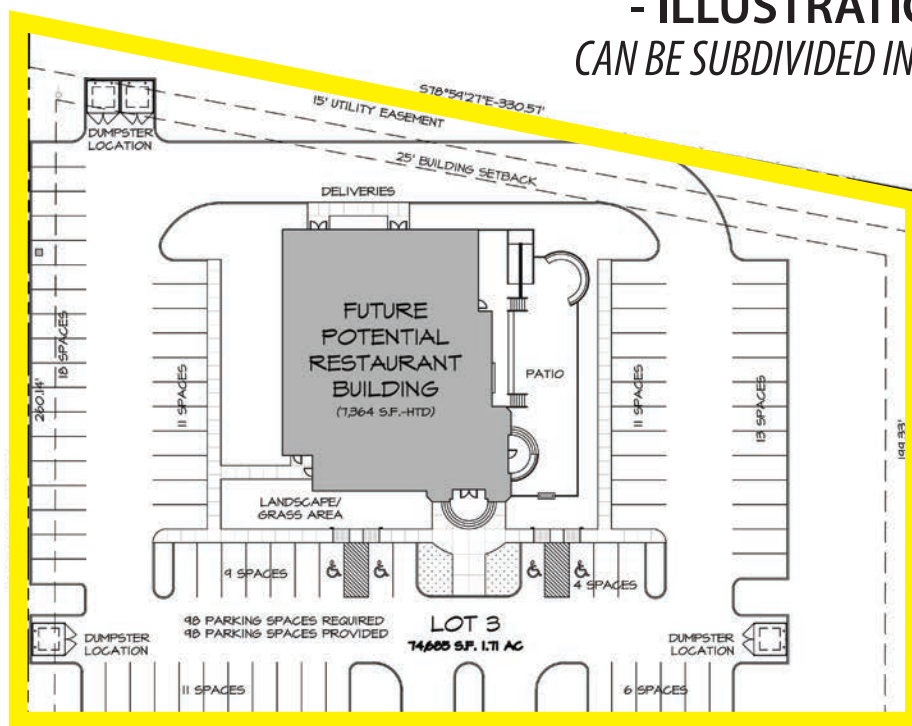 - ILLUSTRATIO
CAN BE SUBDIVIDED IN
S78°54'27"E-330.57'
15' UTILITY EASEMENT
25' BUILDING SETBACK
DUMPSTER
LOCATION
DELIVERIES
FUTURE
POTENTIAL
RESTAURANT
BUILDING
(7,364 S.F.-HTD)
PATIO
260.14'
18 SPACES
11 SPACES
11 SPACES
13 SPACES
199.33'
LANDSCAPE/
GRASS AREA
9 SPACES
4 SPACES
98 PARKING SPACES REQUIRED
98 PARKING SPACES PROVIDED
LOT 3
74,685 S.F. 1.71 AC
DUMPSTER
LOCATION
DUMPSTER
LOCATION
11 SPACES
6 SPACES